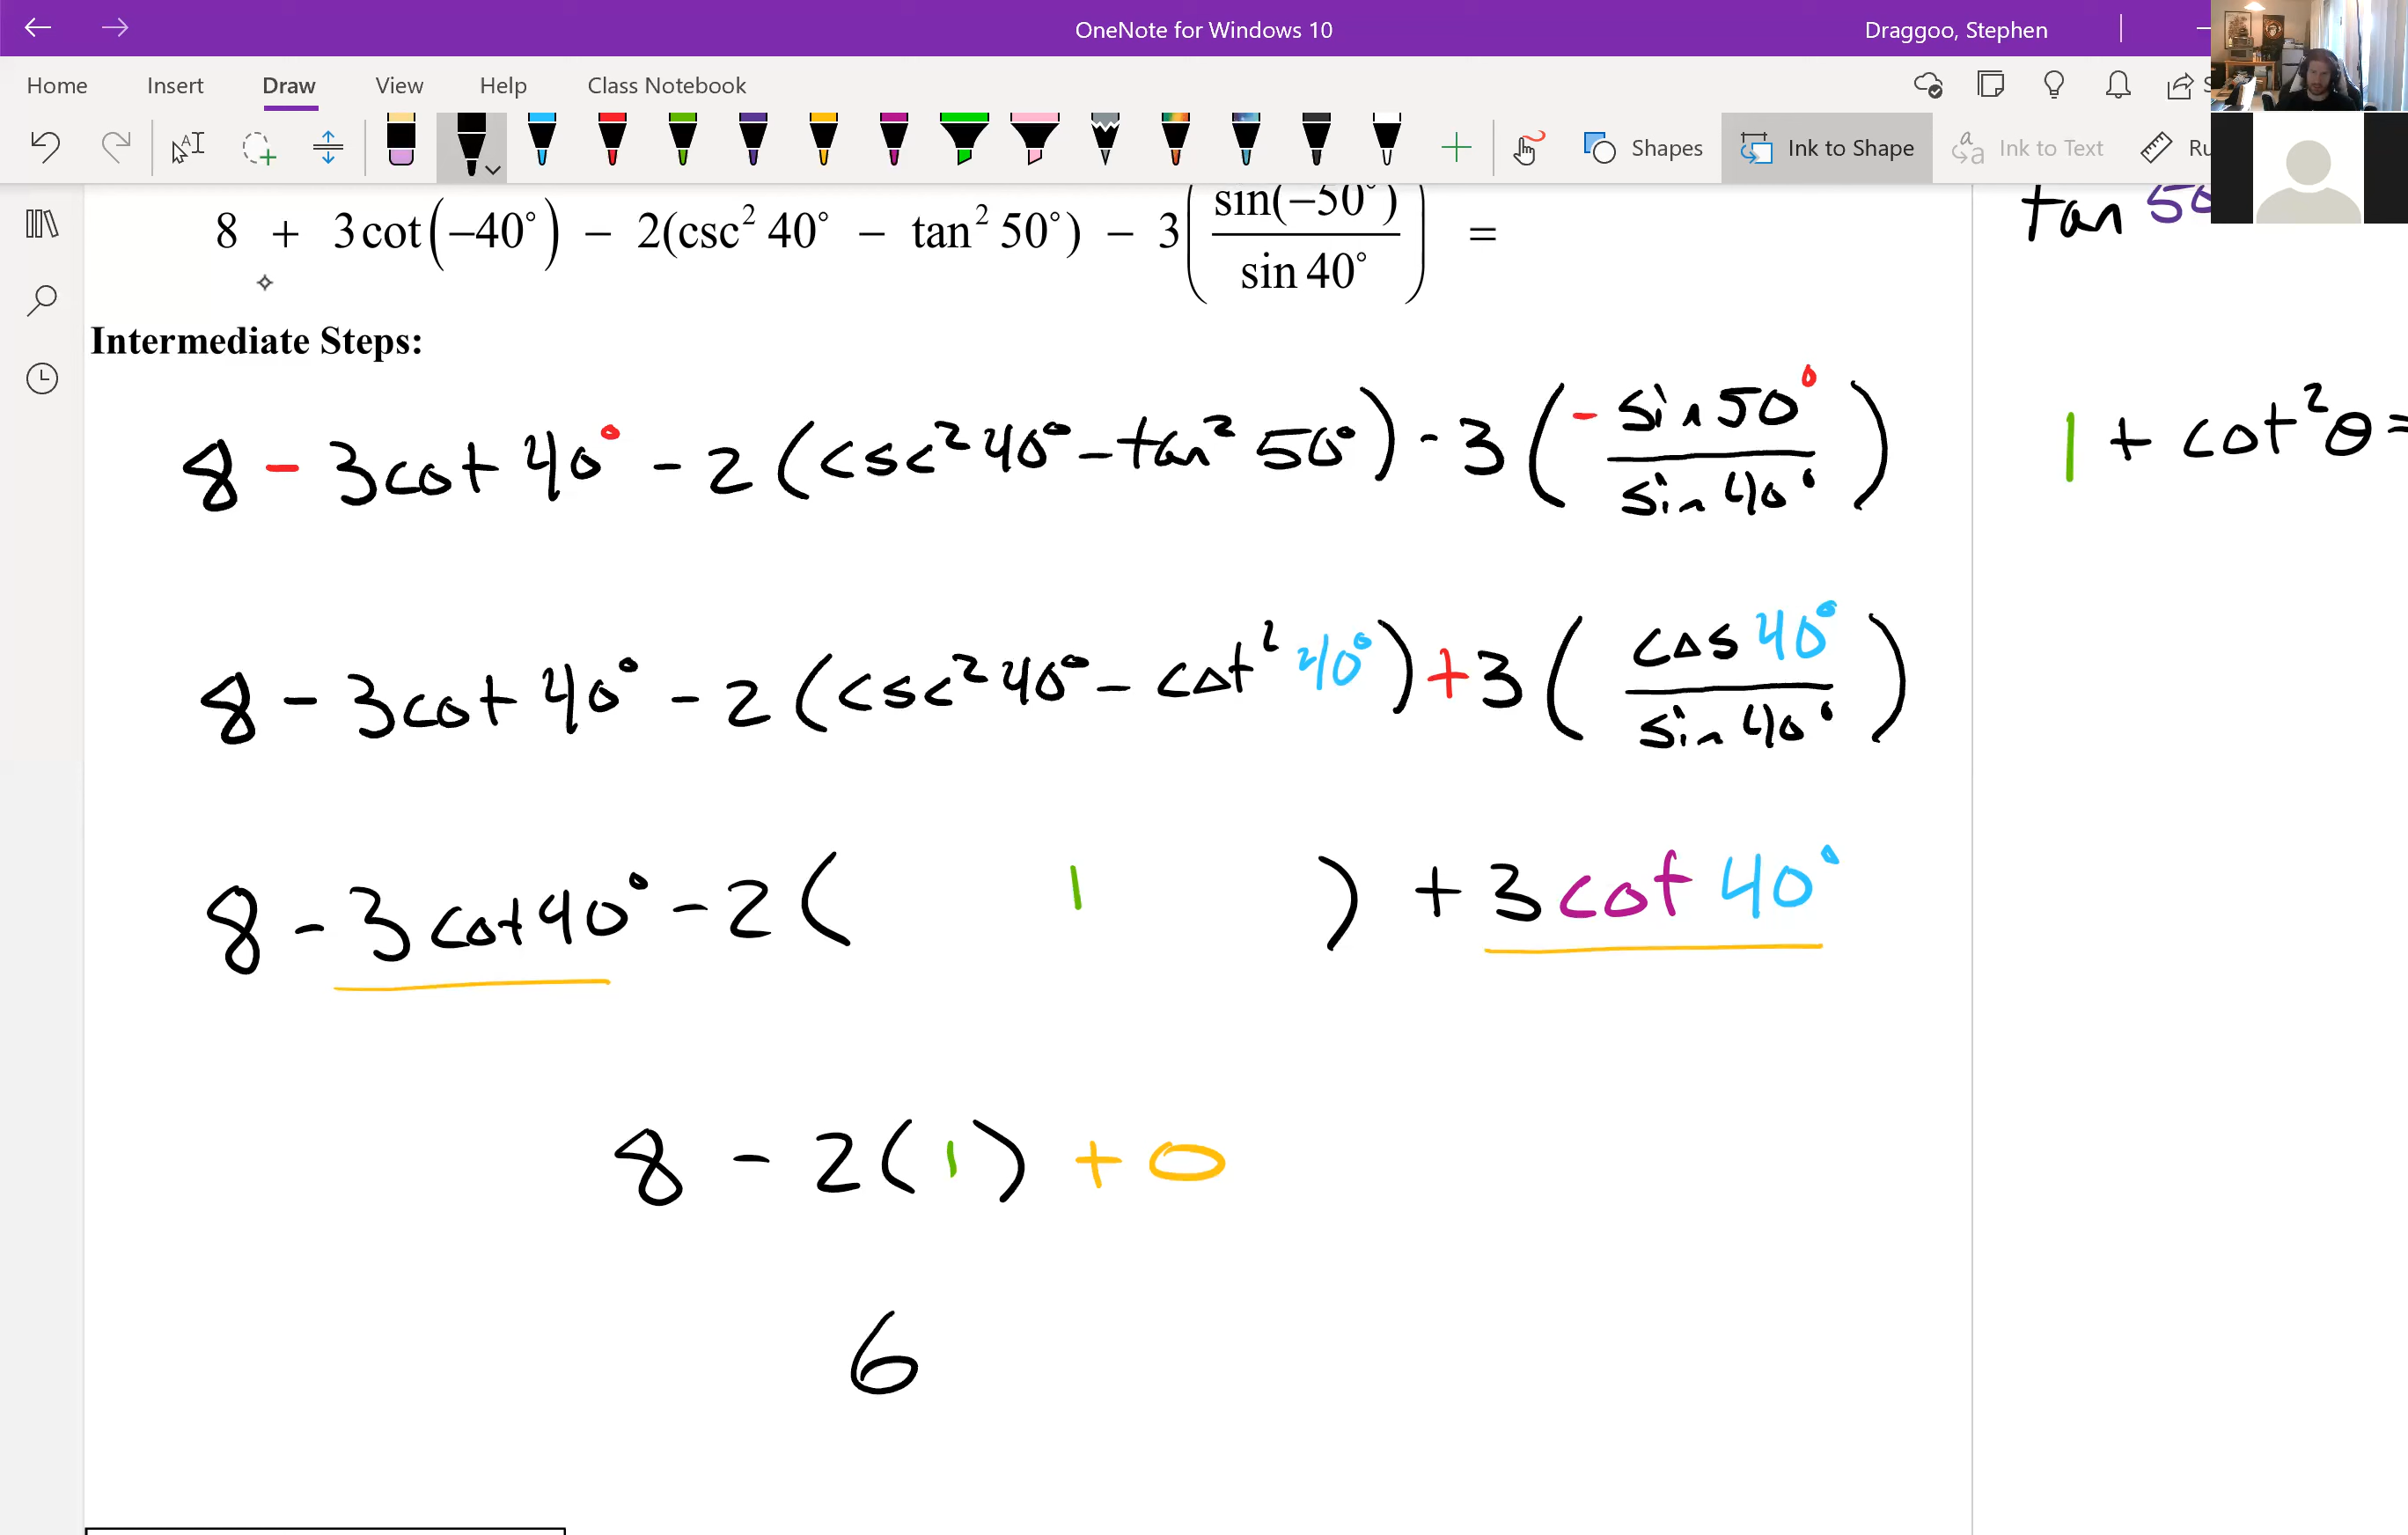 OneNote for Windows 10
Draggoo, Stephen
Home Insert Draw View Help Class Notebook
Shapes Ink to Shape Ink to Text
8 + 3cot(−40°) − 2(csc² 40° − tan² 50°) − 3(sin(−50°)/sin 40°) =
tan 50
Intermediate Steps:
8 - 3cot 40° - 2(csc² 40° - tan² 50°) - 3(-sin 50°/sin 40°)
1 + cot²θ=
8 - 3cot 40° - 2(csc² 40° - cot² 40°) + 3(cos 40°/sin 40°)
8 - 3cot 40° - 2( 1 ) + 3cot 40°
8 - 2(1) + 0
6